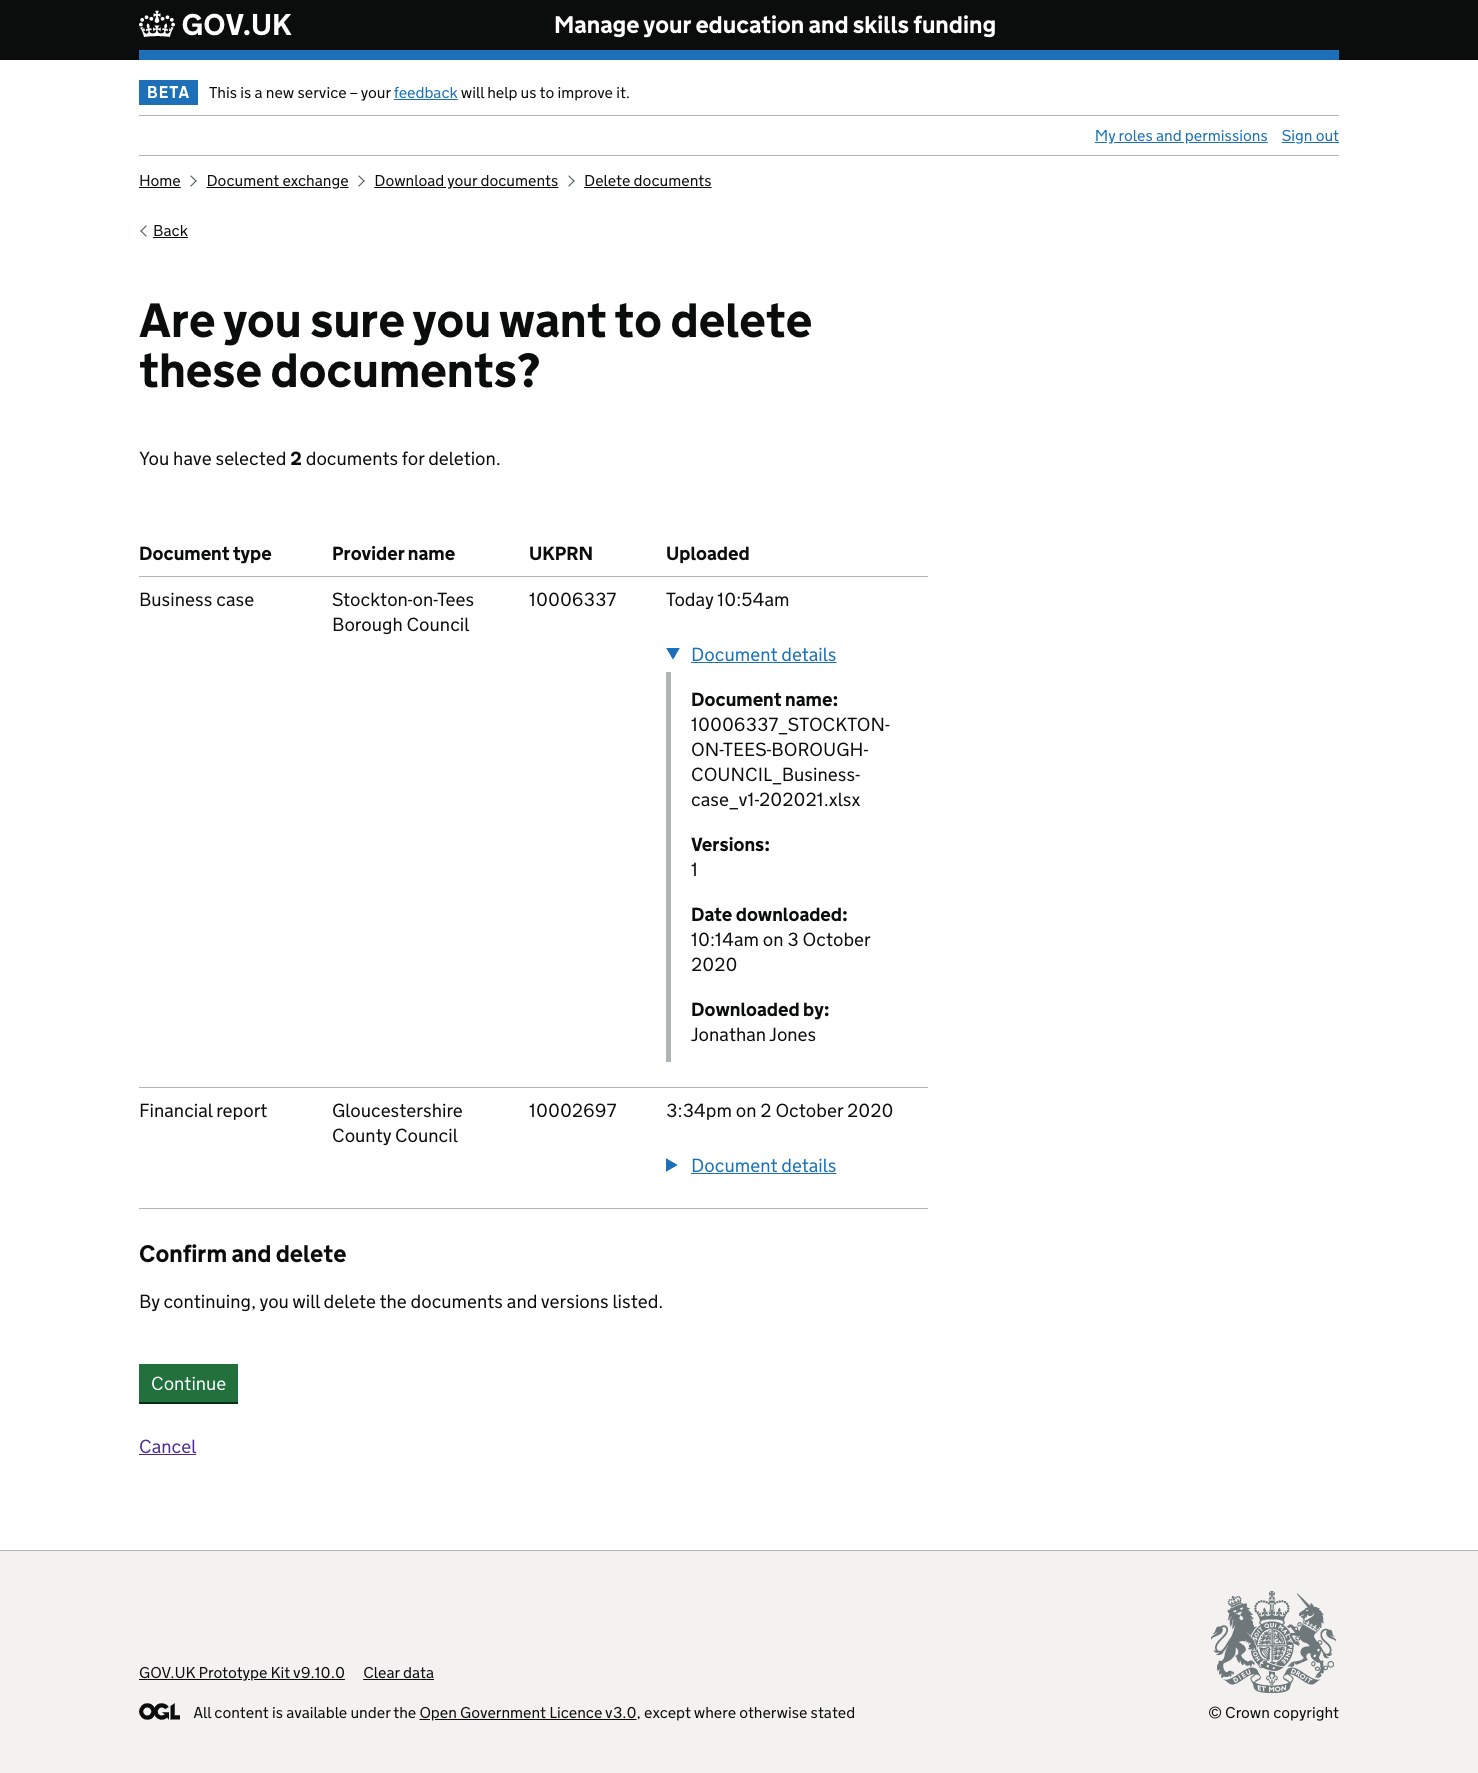 GOV.UK Manage your education and skills funding
BETA This is a new service – your feedback will help us to improve it.
My roles and permissions Sign out
Home Document exchange Download your documents Delete documents
Back
Are you sure you want to delete
these documents?
You have selected 2 documents for deletion.
Document type Provider name UKPRN Uploaded
Business case Stockton-on-Tees 10006337 Today 10:54am
Borough Council
Document details
Document name:
10006337_STOCKTON-
ON-TEES-BOROUGH-
COUNCIL_Business-
case_v1-202021.xlsx
Versions:
1
Date downloaded:
10:14am on 3 October
2020
Downloaded by:
Jonathan Jones
Financial report Gloucestershire 10002697 3:34pm on 2 October 2020
County Council
Document details
Confirm and delete
By continuing, you will delete the documents and versions listed.
Continue
Cancel
GOV.UK Prototype Kit v9.10.0 Clear data
OGL All content is available under the Open Government Licence v3.0, except where otherwise stated
DIEU ET MON DROIT
© Crown copyright